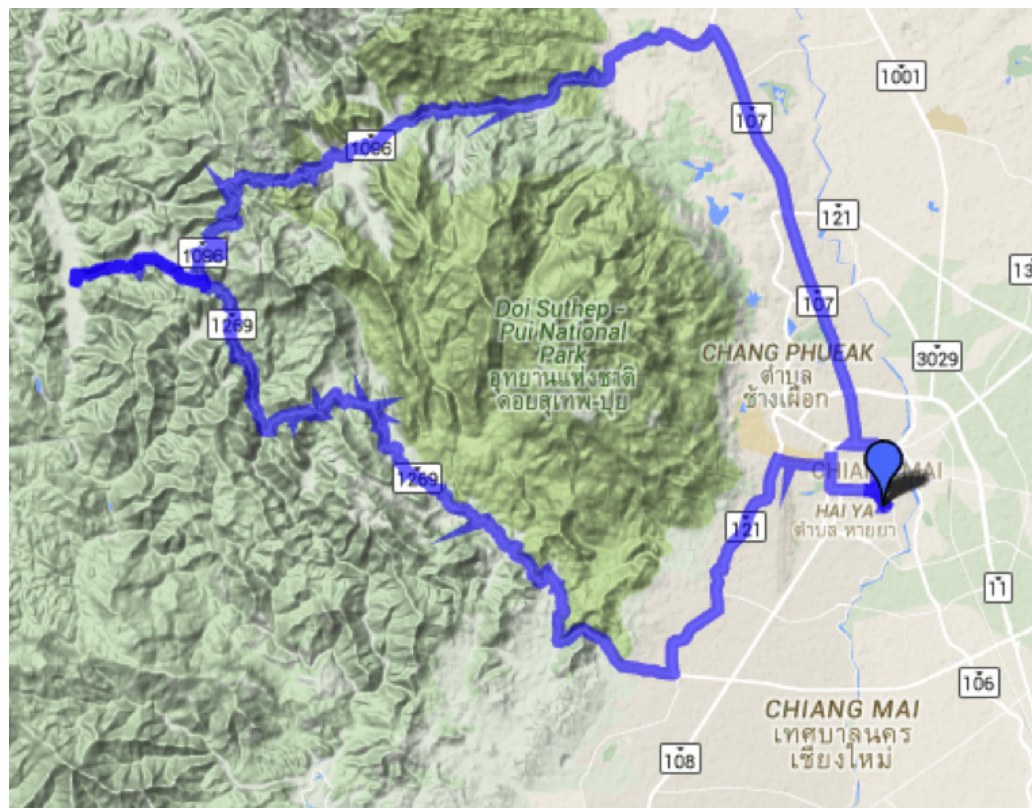 1001
107
1096
121
1096
13
107
1269
Doi Suthep -
Pui National
Park
อุทยานแห่งชาติ
ดอยสุเทพ-ปุย
CHANG PHUEAK
ตำบล
ช้างเผือก
3029
1269
HAI YA
ตำบล หายยา
121
11
106
CHIANG MAI
เทศบาลนคร
เชียงใหม่
108